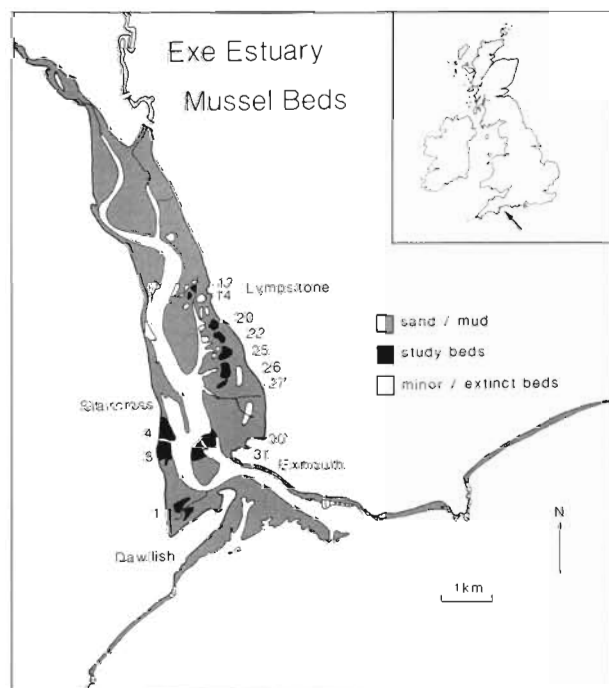 Exe Estuary
Mussel Beds
12
14
Lympstone
20
22
25
26
27
sand / mud
study beds
minor / extinct beds
Starcross
4
30
31
Exmouth
1
Dawlish
N
1km